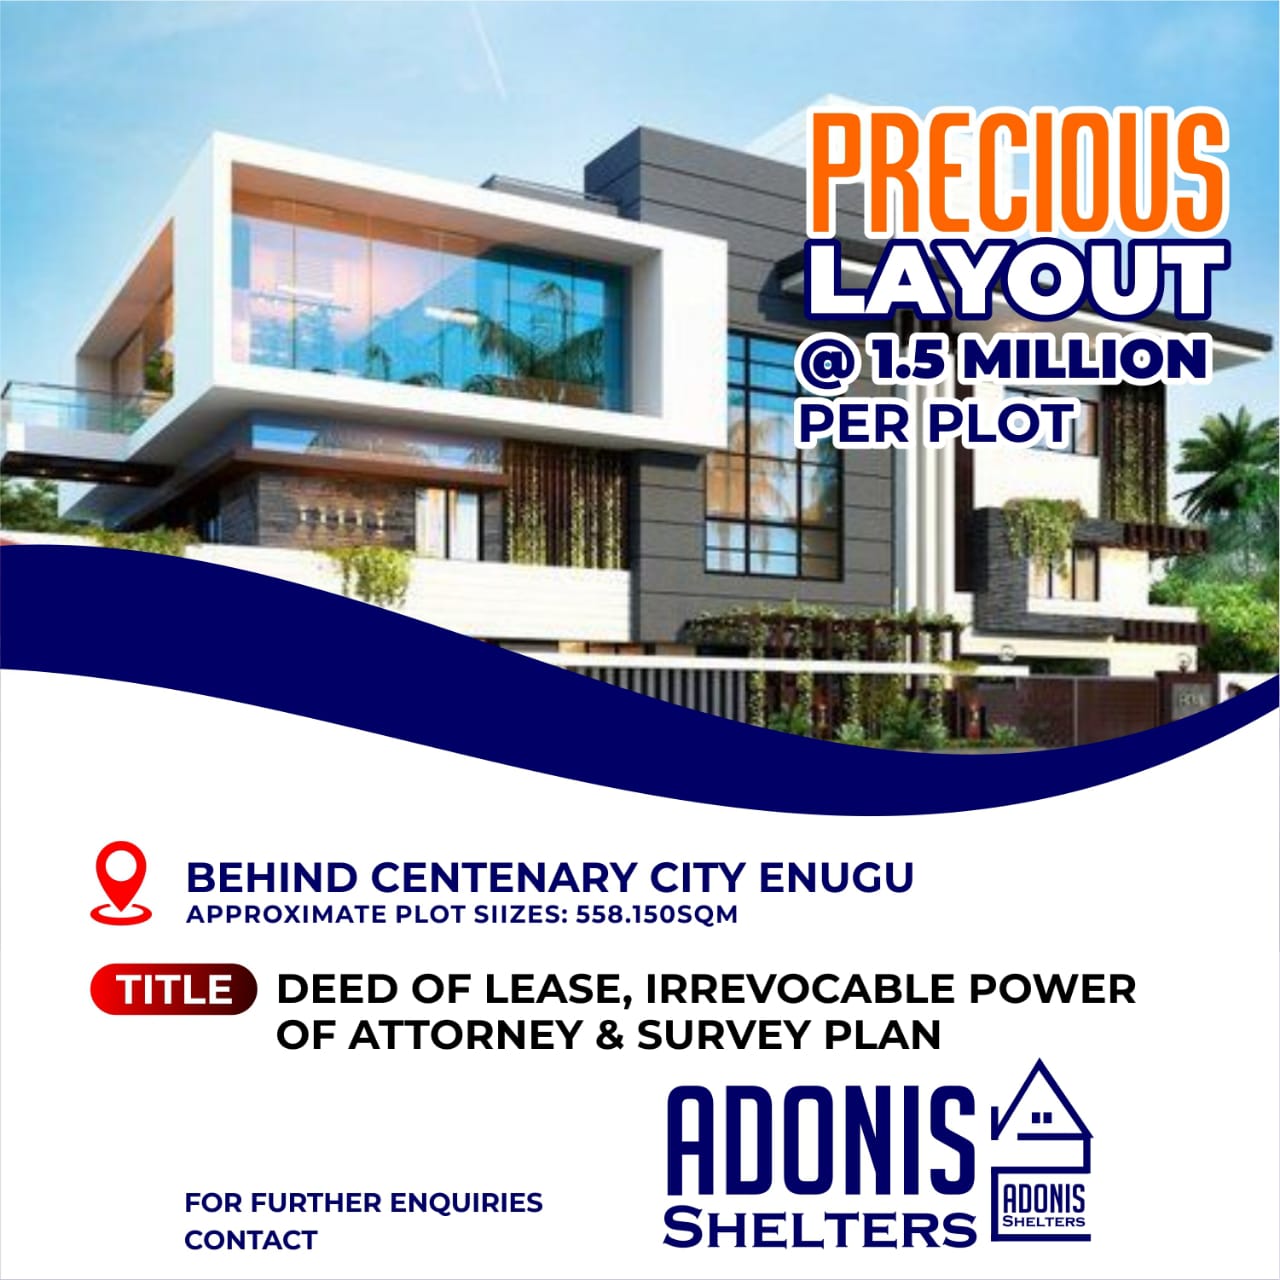 PRECIOUS
LAYOUT
@ 1.5 MILLION
PER PLOT
BEHIND CENTENARY CITY ENUGU
APPROXIMATE PLOT SIIZES: 558.150SQM
TITLE
DEED OF LEASE, IRREVOCABLE POWER
OF ATTORNEY & SURVEY PLAN
ADONIS
SHELTERS
ADONIS
SHELTERS
FOR FURTHER ENQUIRIES
CONTACT